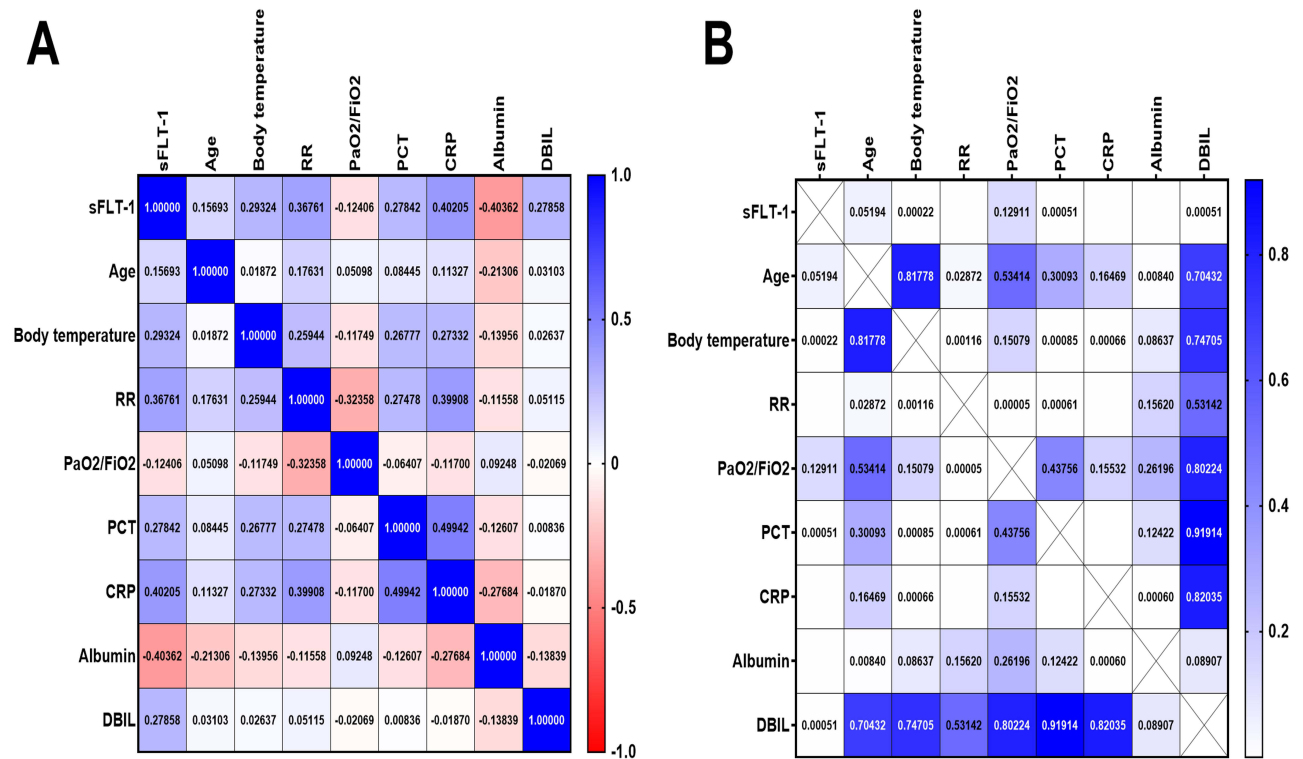 A
sFLT-1 Age Body temperature RR PaO2/FiO2 PCT CRP Albumin DBIL
sFLT-1 1.00000 0.15693 0.29324 0.36761 -0.12406 0.27842 0.40205 -0.40362 0.27858
Age 0.15693 1.00000 0.01872 0.17631 0.05098 0.08445 0.11327 -0.21306 0.03103
Body temperature 0.29324 0.01872 1.00000 0.25944 -0.11749 0.26777 0.27332 -0.13956 0.02637
RR 0.36761 0.17631 0.25944 1.00000 -0.32358 0.27478 0.39908 -0.11558 0.05115
PaO2/FiO2 -0.12406 0.05098 -0.11749 -0.32358 1.00000 -0.06407 -0.11700 0.09248 -0.02069
PCT 0.27842 0.08445 0.26777 0.27478 -0.06407 1.00000 0.49942 -0.12607 0.00836
CRP 0.40205 0.11327 0.27332 0.39908 -0.11700 0.49942 1.00000 -0.27684 -0.01870
Albumin -0.40362 -0.21306 -0.13956 -0.11558 0.09248 -0.12607 -0.27684 1.00000 -0.13839
DBIL 0.27858 0.03103 0.02637 0.05115 -0.02069 0.00836 -0.01870 -0.13839 1.00000
1.0
0.5
0
-0.5
-1.0
B
sFLT-1 Age Body temperature RR PaO2/FiO2 PCT CRP Albumin DBIL
sFLT-1 0.05194 0.00022 0.12911 0.00051 0.00051
Age 0.05194 0.81778 0.02872 0.53414 0.30093 0.16469 0.00840 0.70432
Body temperature 0.00022 0.81778 0.00116 0.15079 0.00085 0.00066 0.08637 0.74705
RR 0.02872 0.00116 0.00005 0.00061 0.15620 0.53142
PaO2/FiO2 0.12911 0.53414 0.15079 0.00005 0.43756 0.15532 0.26196 0.80224
PCT 0.00051 0.30093 0.00085 0.00061 0.43756 0.12422 0.91914
CRP 0.16469 0.00066 0.15532 0.00060 0.82035
Albumin 0.00840 0.08637 0.15620 0.26196 0.12422 0.00060 0.08907
DBIL 0.00051 0.70432 0.74705 0.53142 0.80224 0.91914 0.82035 0.08907
0.8
0.6
0.4
0.2